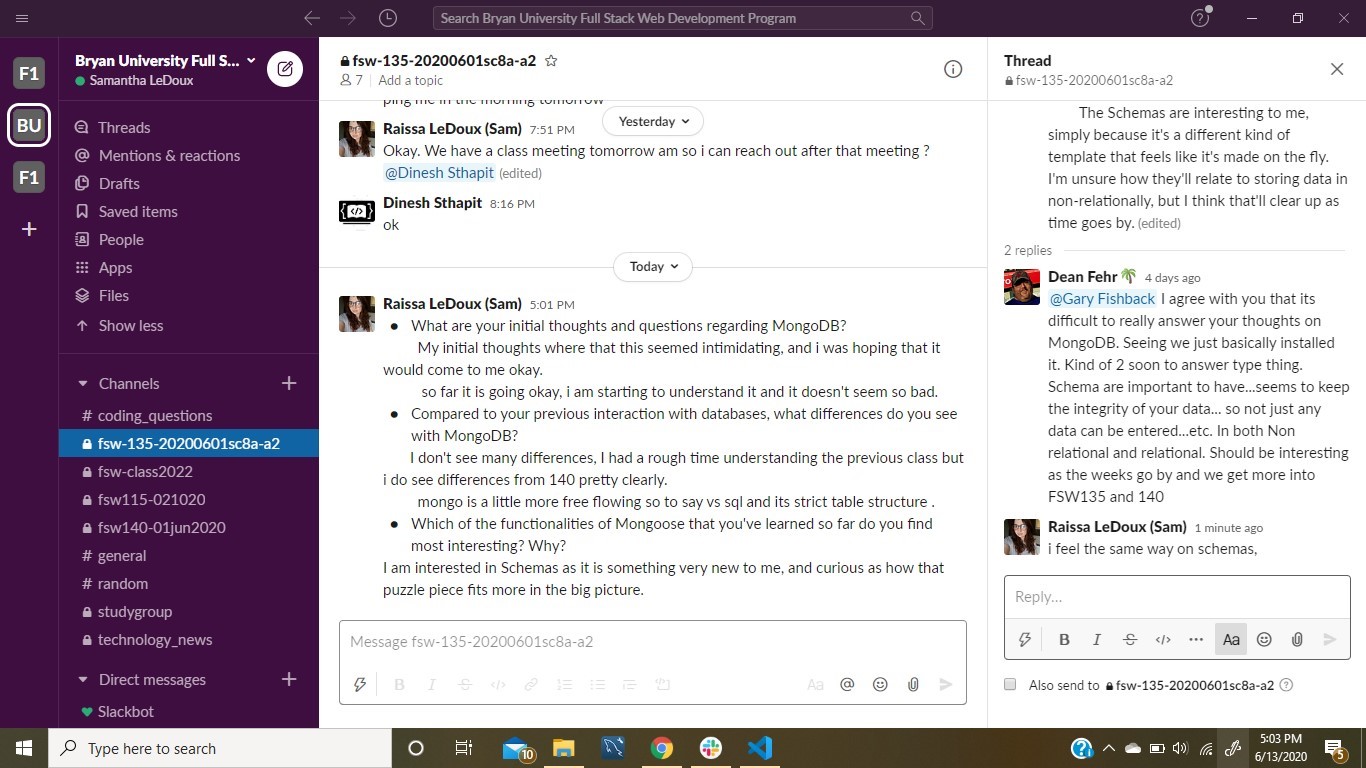 Search Bryan University Full Stack Web Development Program
F1
BU
F1
Bryan University Full S...
Samantha LeDoux
Threads
Mentions & reactions
Drafts
Saved items
People
Apps
Files
Show less
Channels
# coding_questions
fsw-135-20200601sc8a-a2
fsw-class2022
fsw115-021020
fsw140-01jun2020
# general
# random
studygroup
technology_news
Direct messages
Slackbot
fsw-135-20200601sc8a-a2
7 Add a topic
ping me in the morning tomorrow
Yesterday
Raissa LeDoux (Sam) 7:51 PM
Okay. We have a class meeting tomorrow am so i can reach out after that meeting ?
@Dinesh Sthapit (edited)
Dinesh Sthapit 8:16 PM
ok
Today
Raissa LeDoux (Sam) 5:01 PM
● What are your initial thoughts and questions regarding MongoDB?
My initial thoughts where that this seemed intimidating, and i was hoping that it
would come to me okay.
so far it is going okay, i am starting to understand it and it doesn't seem so bad.
● Compared to your previous interaction with databases, what differences do you see
with MongoDB?
I don't see many differences, I had a rough time understanding the previous class but
i do see differences from 140 pretty clearly.
mongo is a little more free flowing so to say vs sql and its strict table structure .
● Which of the functionalities of Mongoose that you've learned so far do you find
most interesting? Why?
I am interested in Schemas as it is something very new to me, and curious as how that
puzzle piece fits more in the big picture.
Message fsw-135-20200601sc8a-a2
B I S </> Aa @
Thread
fsw-135-20200601sc8a-a2
The Schemas are interesting to me,
simply because it's a different kind of
template that feels like it's made on the fly.
I'm unsure how they'll relate to storing data in
non-relationally, but I think that'll clear up as
time goes by. (edited)
2 replies
Dean Fehr 4 days ago
@Gary Fishback I agree with you that its
difficult to really answer your thoughts on
MongoDB. Seeing we just basically installed
it. Kind of 2 soon to answer type thing.
Schema are important to have...seems to keep
the integrity of your data... so not just any
data can be entered...etc. In both Non
relational and relational. Should be interesting
as the weeks go by and we get more into
FSW135 and 140
Raissa LeDoux (Sam) 1 minute ago
i feel the same way on schemas,
Reply...
B I S </> ... Aa
Also send to fsw-135-20200601sc8a-a2
Type here to search
10
5:03 PM
6/13/2020
5